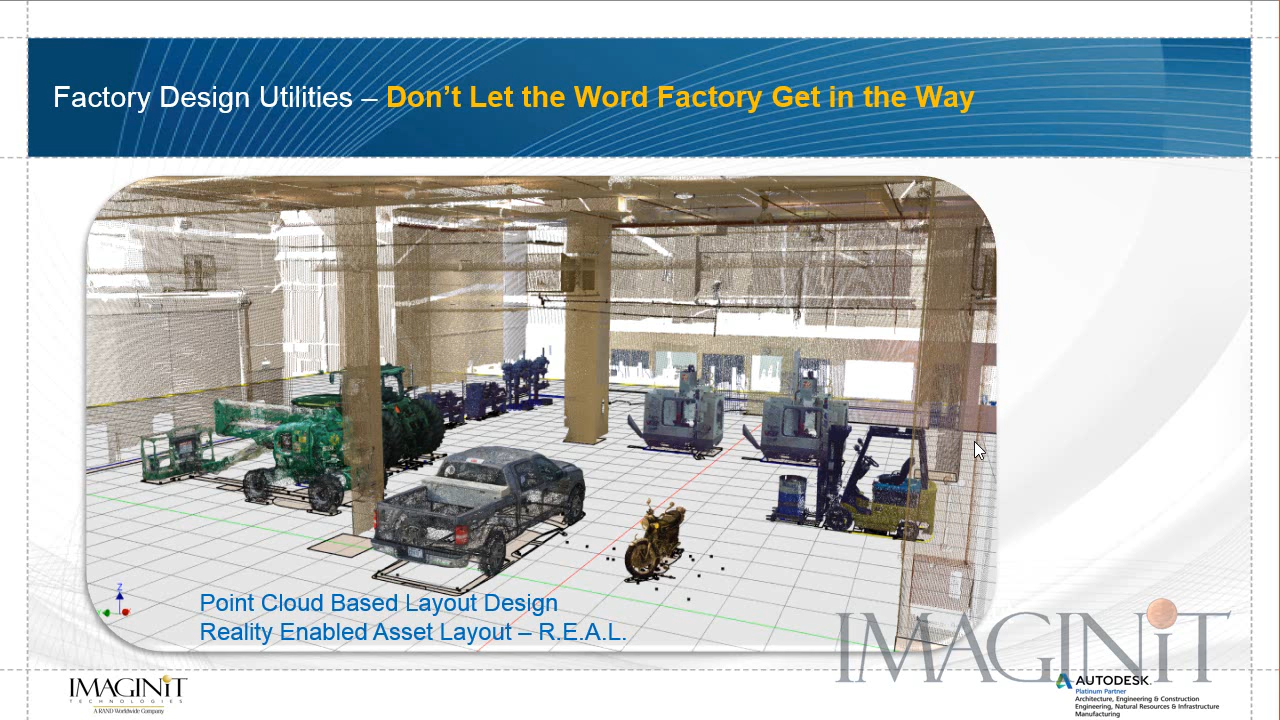 Factory Design Utilities – Don’t Let the Word Factory Get in the Way
Z
Point Cloud Based Layout Design
Reality Enabled Asset Layout – R.E.A.L.
IMAGINiT
IMAGINiT
TECHNOLOGIES
A RAND Worldwide Company
AUTODESK.
Platinum Partner
Architecture, Engineering & Construction
Engineering, Natural Resources & Infrastructure
Manufacturing